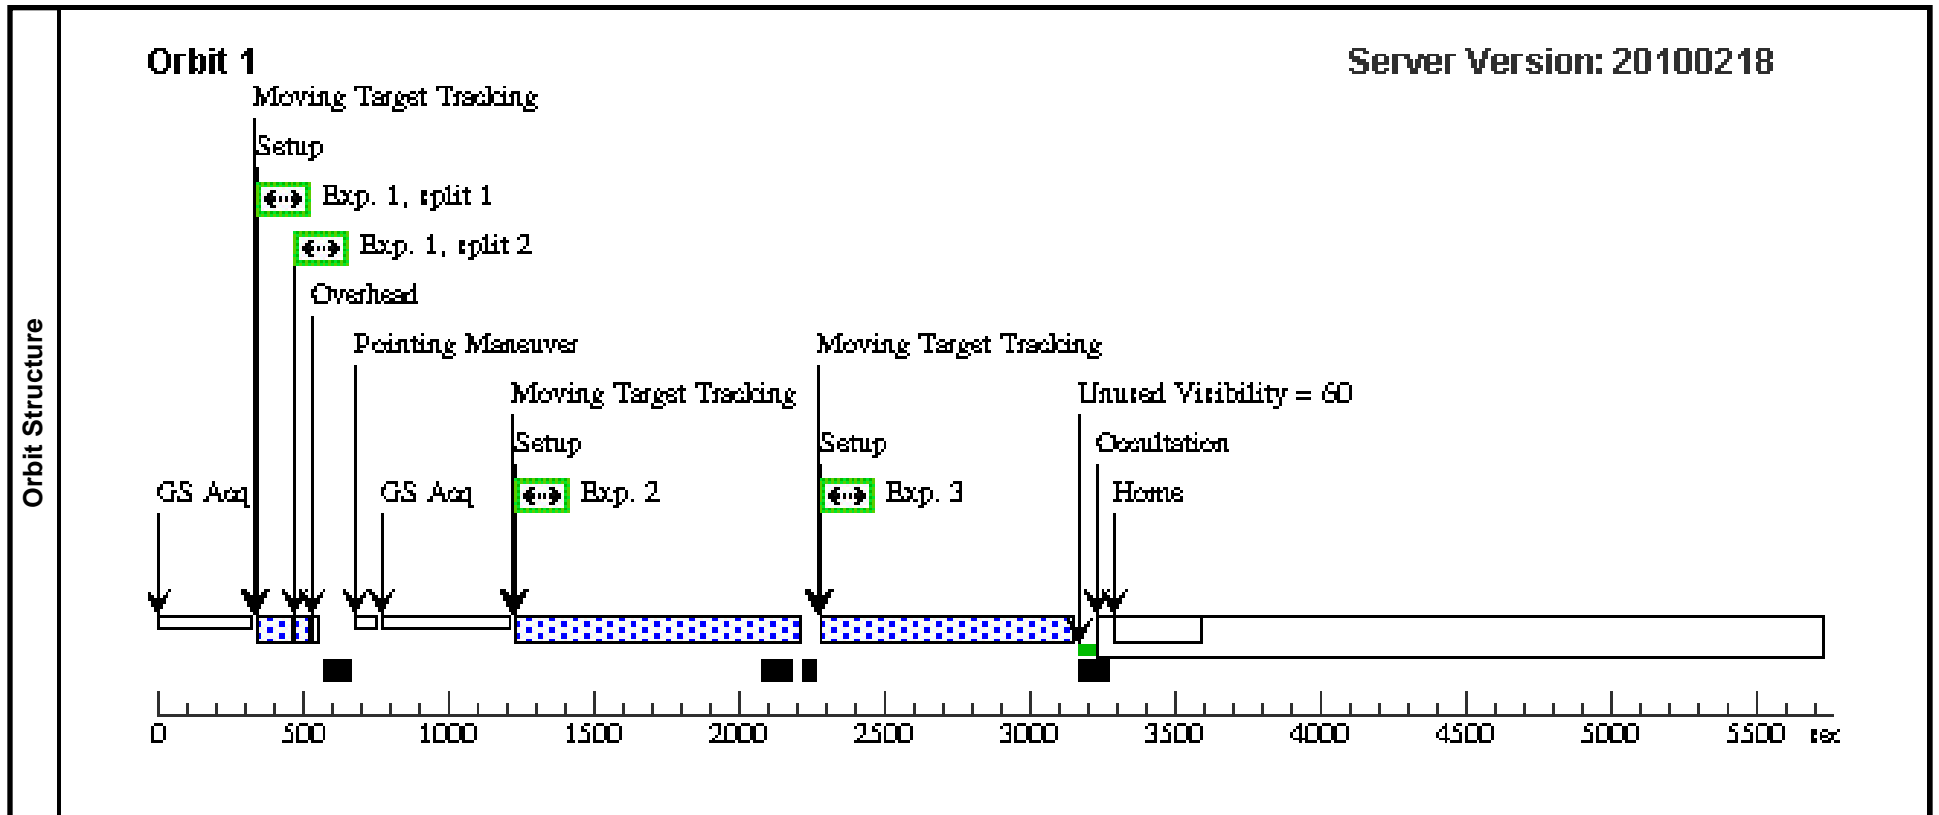 Orbit 1 Server Version: 20100218
Moving Target Tracking
Setup
Exp. 1, split 1
Exp. 1, split 2
Overhead
Pointing Maneuver Moving Target Tracking
Moving Target Tracking Unused Visibility = 60
Setup Setup Occultation
GS Acq GS Acq Exp. 2 Exp. 3 Home
Orbit Structure
0 500 1000 1500 2000 2500 3000 3500 4000 4500 5000 5500 sec